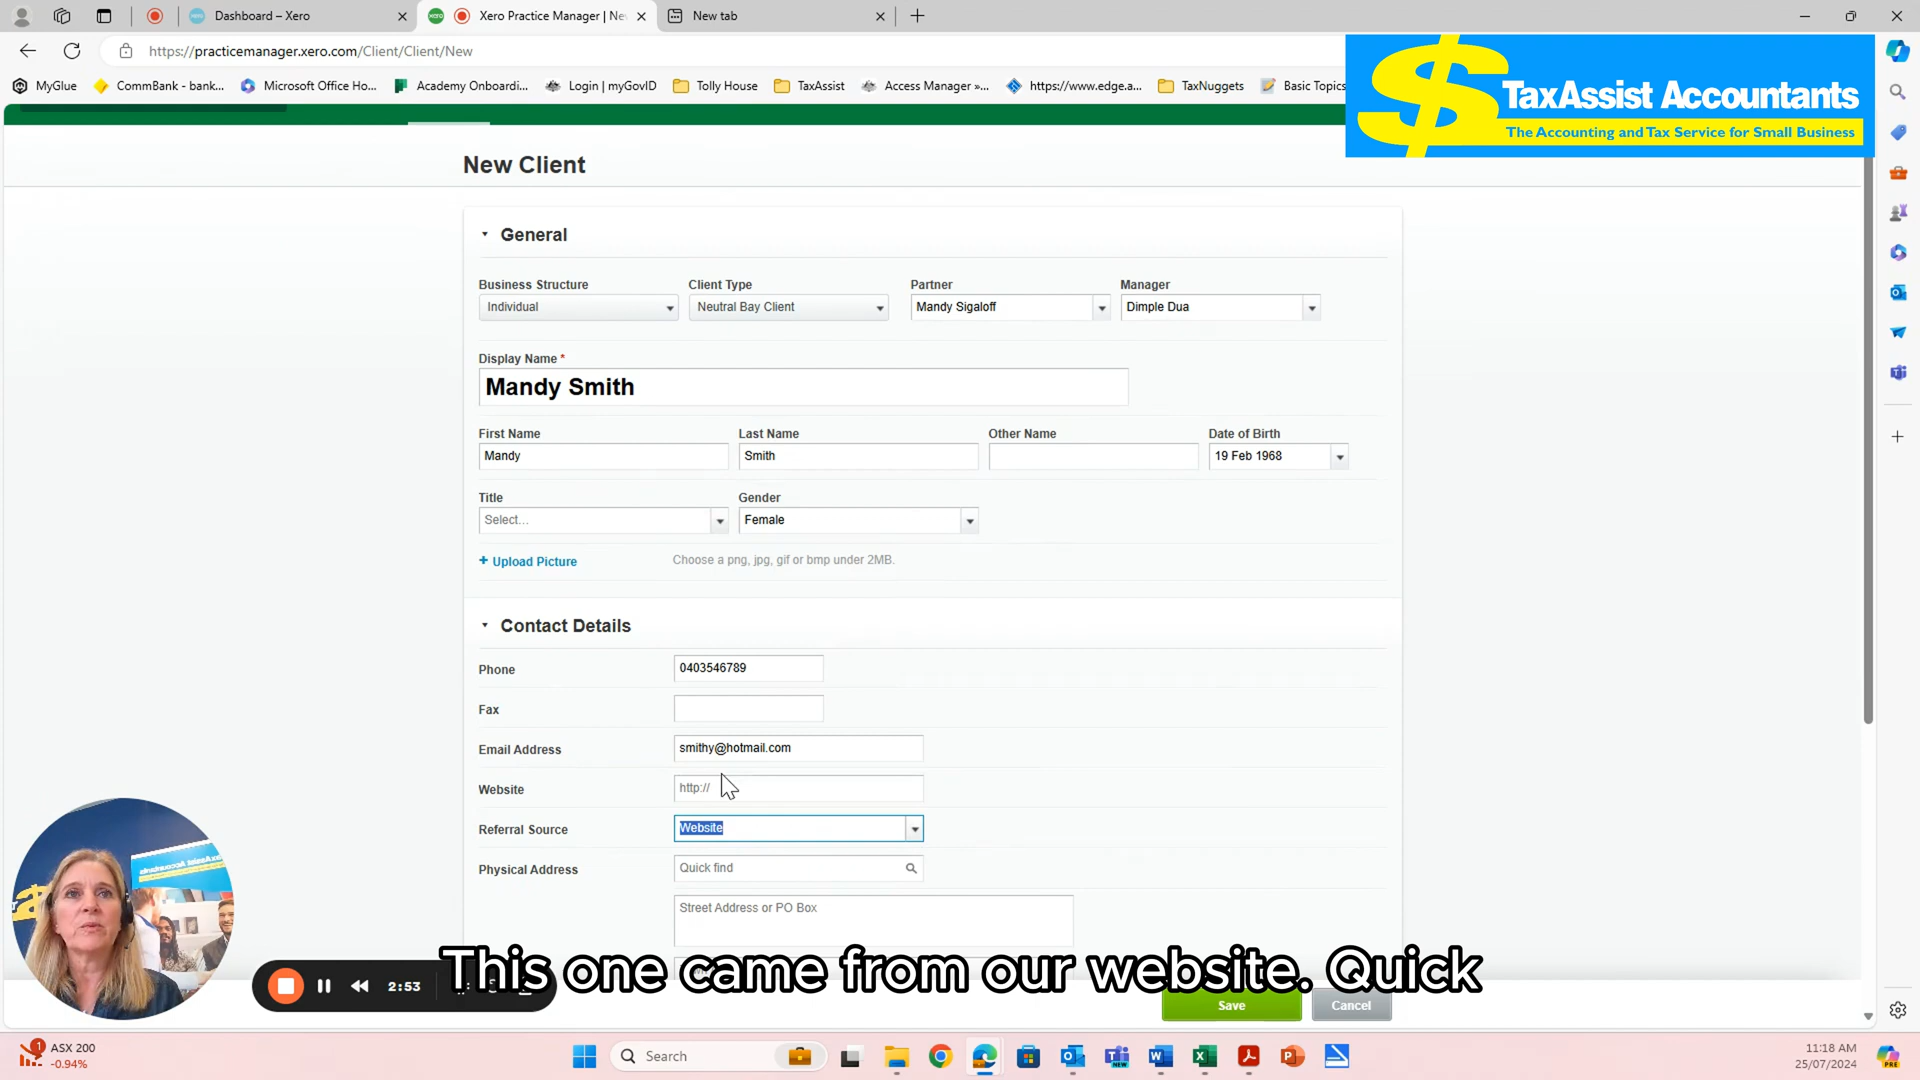 Dashboard – Xero
Xero Practice Manager | Ne
New tab
https://practicemanager.xero.com/Client/Client/New
MyGlue
CommBank - bank...
Microsoft Office Ho...
Academy Onboardi...
Login | myGovID
Tolly House
TaxAssist
Access Manager »...
https://www.edge.a...
TaxNuggets
Basic Topics
TaxAssist Accountants
The Accounting and Tax Service for Small Business
New Client
General
Business Structure
Client Type
Partner
Manager
Individual
Neutral Bay Client
Mandy Sigaloff
Dimple Dua
Display Name *
Mandy Smith
First Name
Last Name
Other Name
Date of Birth
Mandy
Smith
19 Feb 1968
Title
Gender
Select...
Female
+ Upload Picture
Choose a png, jpg, gif or bmp under 2MB.
Contact Details
Phone
0403546789
Fax
Email Address
smithy@hotmail.com
Website
http://
Referral Source
Website
Physical Address
Quick find
Street Address or PO Box
This one came from our website. Quick
2:53
Save
Cancel
ASX 200
-0.94%
Search
11:18 AM
25/07/2024